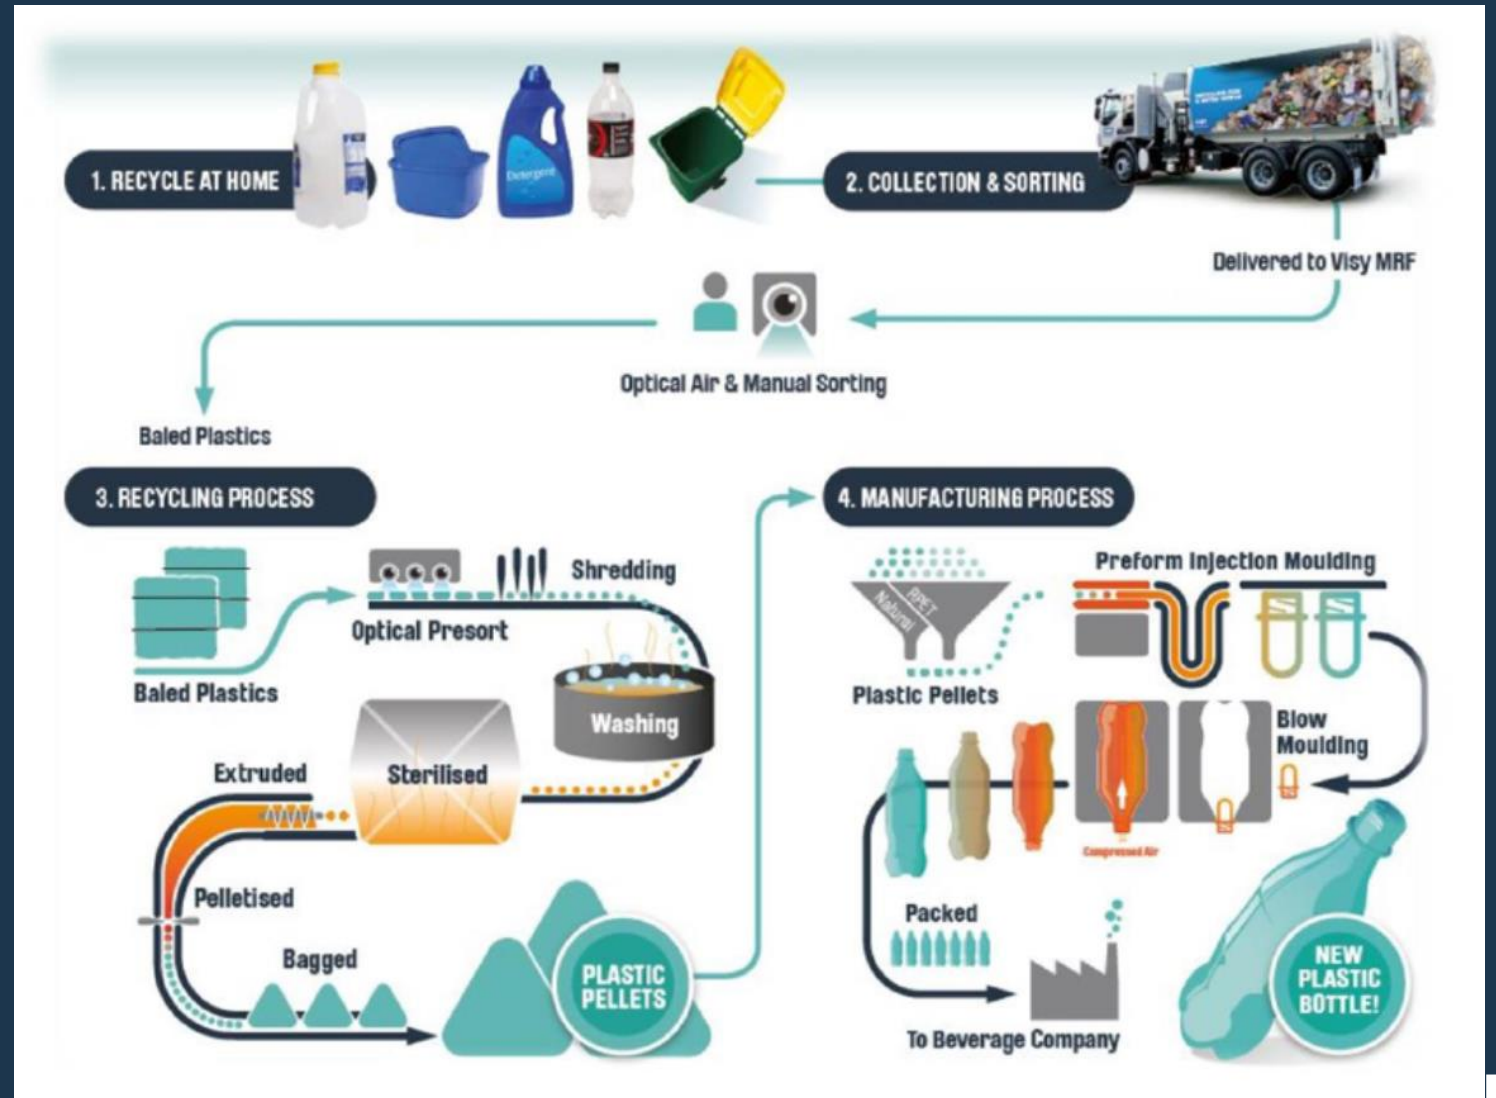 1. RECYCLE AT HOME
Detergent
2. COLLECTION & SORTING
Delivered to Visy MRF
Optical Air & Manual Sorting
Baled Plastics
3. RECYCLING PROCESS
Baled Plastics
Optical Presort
Shredding
Washing
Sterilised
Extruded
Pelletised
Bagged
PLASTIC
PELLETS
4. MANUFACTURING PROCESS
Natural
RPET
Plastic Pellets
Preform Injection Moulding
Blow
Moulding
Compressed Air
Packed
To Beverage Company
NEW
PLASTIC
BOTTLE!